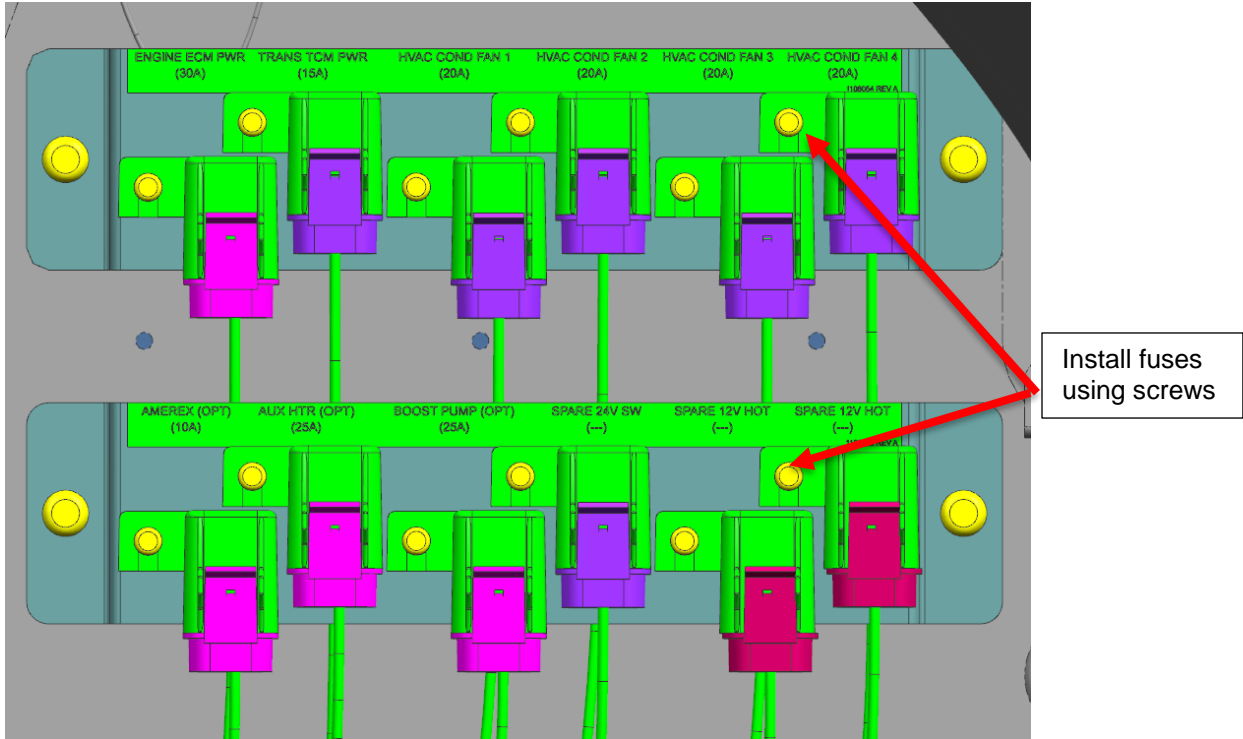 ENGINE ECM PWR TRANS TCM PWR HVAC COND FAN 1 HVAC COND FAN 2 HVAC COND FAN 3 HVAC COND FAN 4
(30A) (15A) (20A) (20A) (20A) (20A)
REV A
Install fuses
using screws
AMEREX (OPT) AUX HTR (OPT) BOOST PUMP (OPT) SPARE 24V SW SPARE 12V HOT SPARE 12V HOT
(10A) (25A) (25A) (---) (---) (---)
REV A